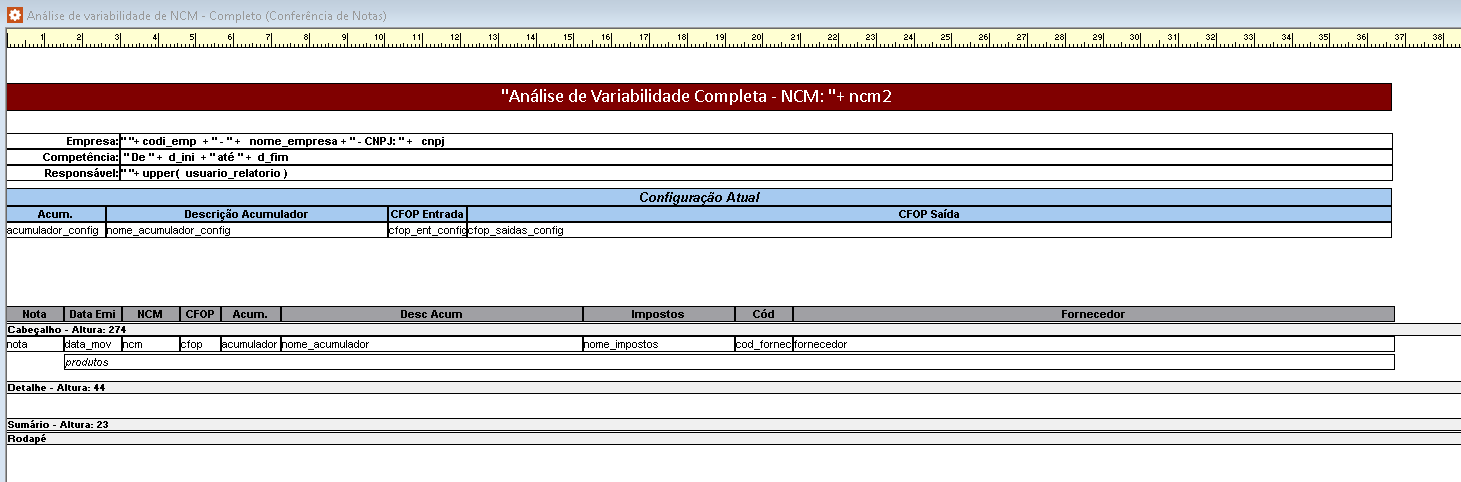 Análise de variabilidade de NCM - Completo (Conferência de Notas)
1 2 3 4 5 6 7 8 9 10 11 12 13 14 15 16 17 18 19 20 21 22 23 24 25 26 27 28 29 30 31 32 33 34 35 36 37 38
"Análise de Variabilidade Completa - NCM: "+ ncm2
Empresa: " "+ codi_emp + " - " + nome_empresa + " - CNPJ: " + cnpj
Competência: " De " + d_ini + " até " + d_fim
Responsável: " "+ upper( usuario_relatorio )
Configuração Atual
Acum. Descrição Acumulador CFOP Entrada CFOP Saída
acumulador_config nome_acumulador_config cfop_ent_config cfop_saidas_config
Nota Data Emi NCM CFOP Acum. Desc Acum Impostos Cód Fornecedor
Cabeçalho - Altura: 274
nota data_mov ncm cfop acumulador nome_acumulador nome_impostos cod_fornec fornecedor
produtos
Detalhe - Altura: 44
Sumário - Altura: 23
Rodapé